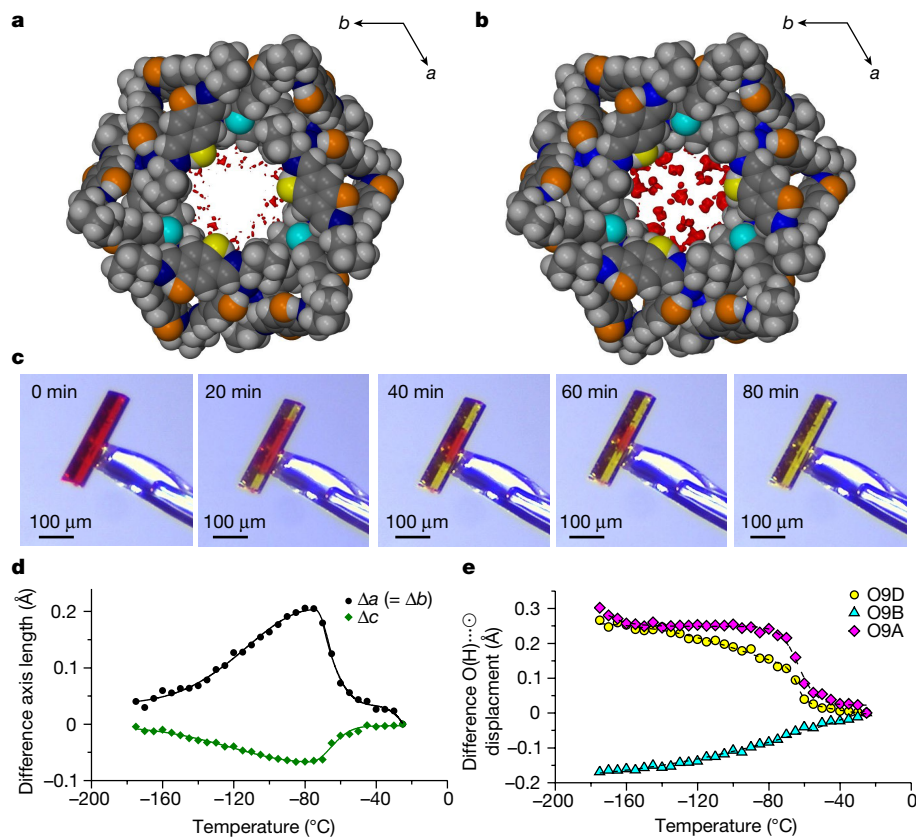 a
b
a
b
b
a
c
0 min
20 min
40 min
60 min
80 min
100 μm
100 μm
100 μm
100 μm
100 μm
d
Δa (= Δb)
Δc
Difference axis length (Å)
0.2
0.1
0
−0.1
−200
−160
−120
−80
−40
0
Temperature (°C)
e
O9D
O9B
O9A
Difference O(H)...⊙
displacment (Å)
0.3
0.2
0.1
0
−0.1
−0.2
−200
−160
−120
−80
−40
0
Temperature (°C)